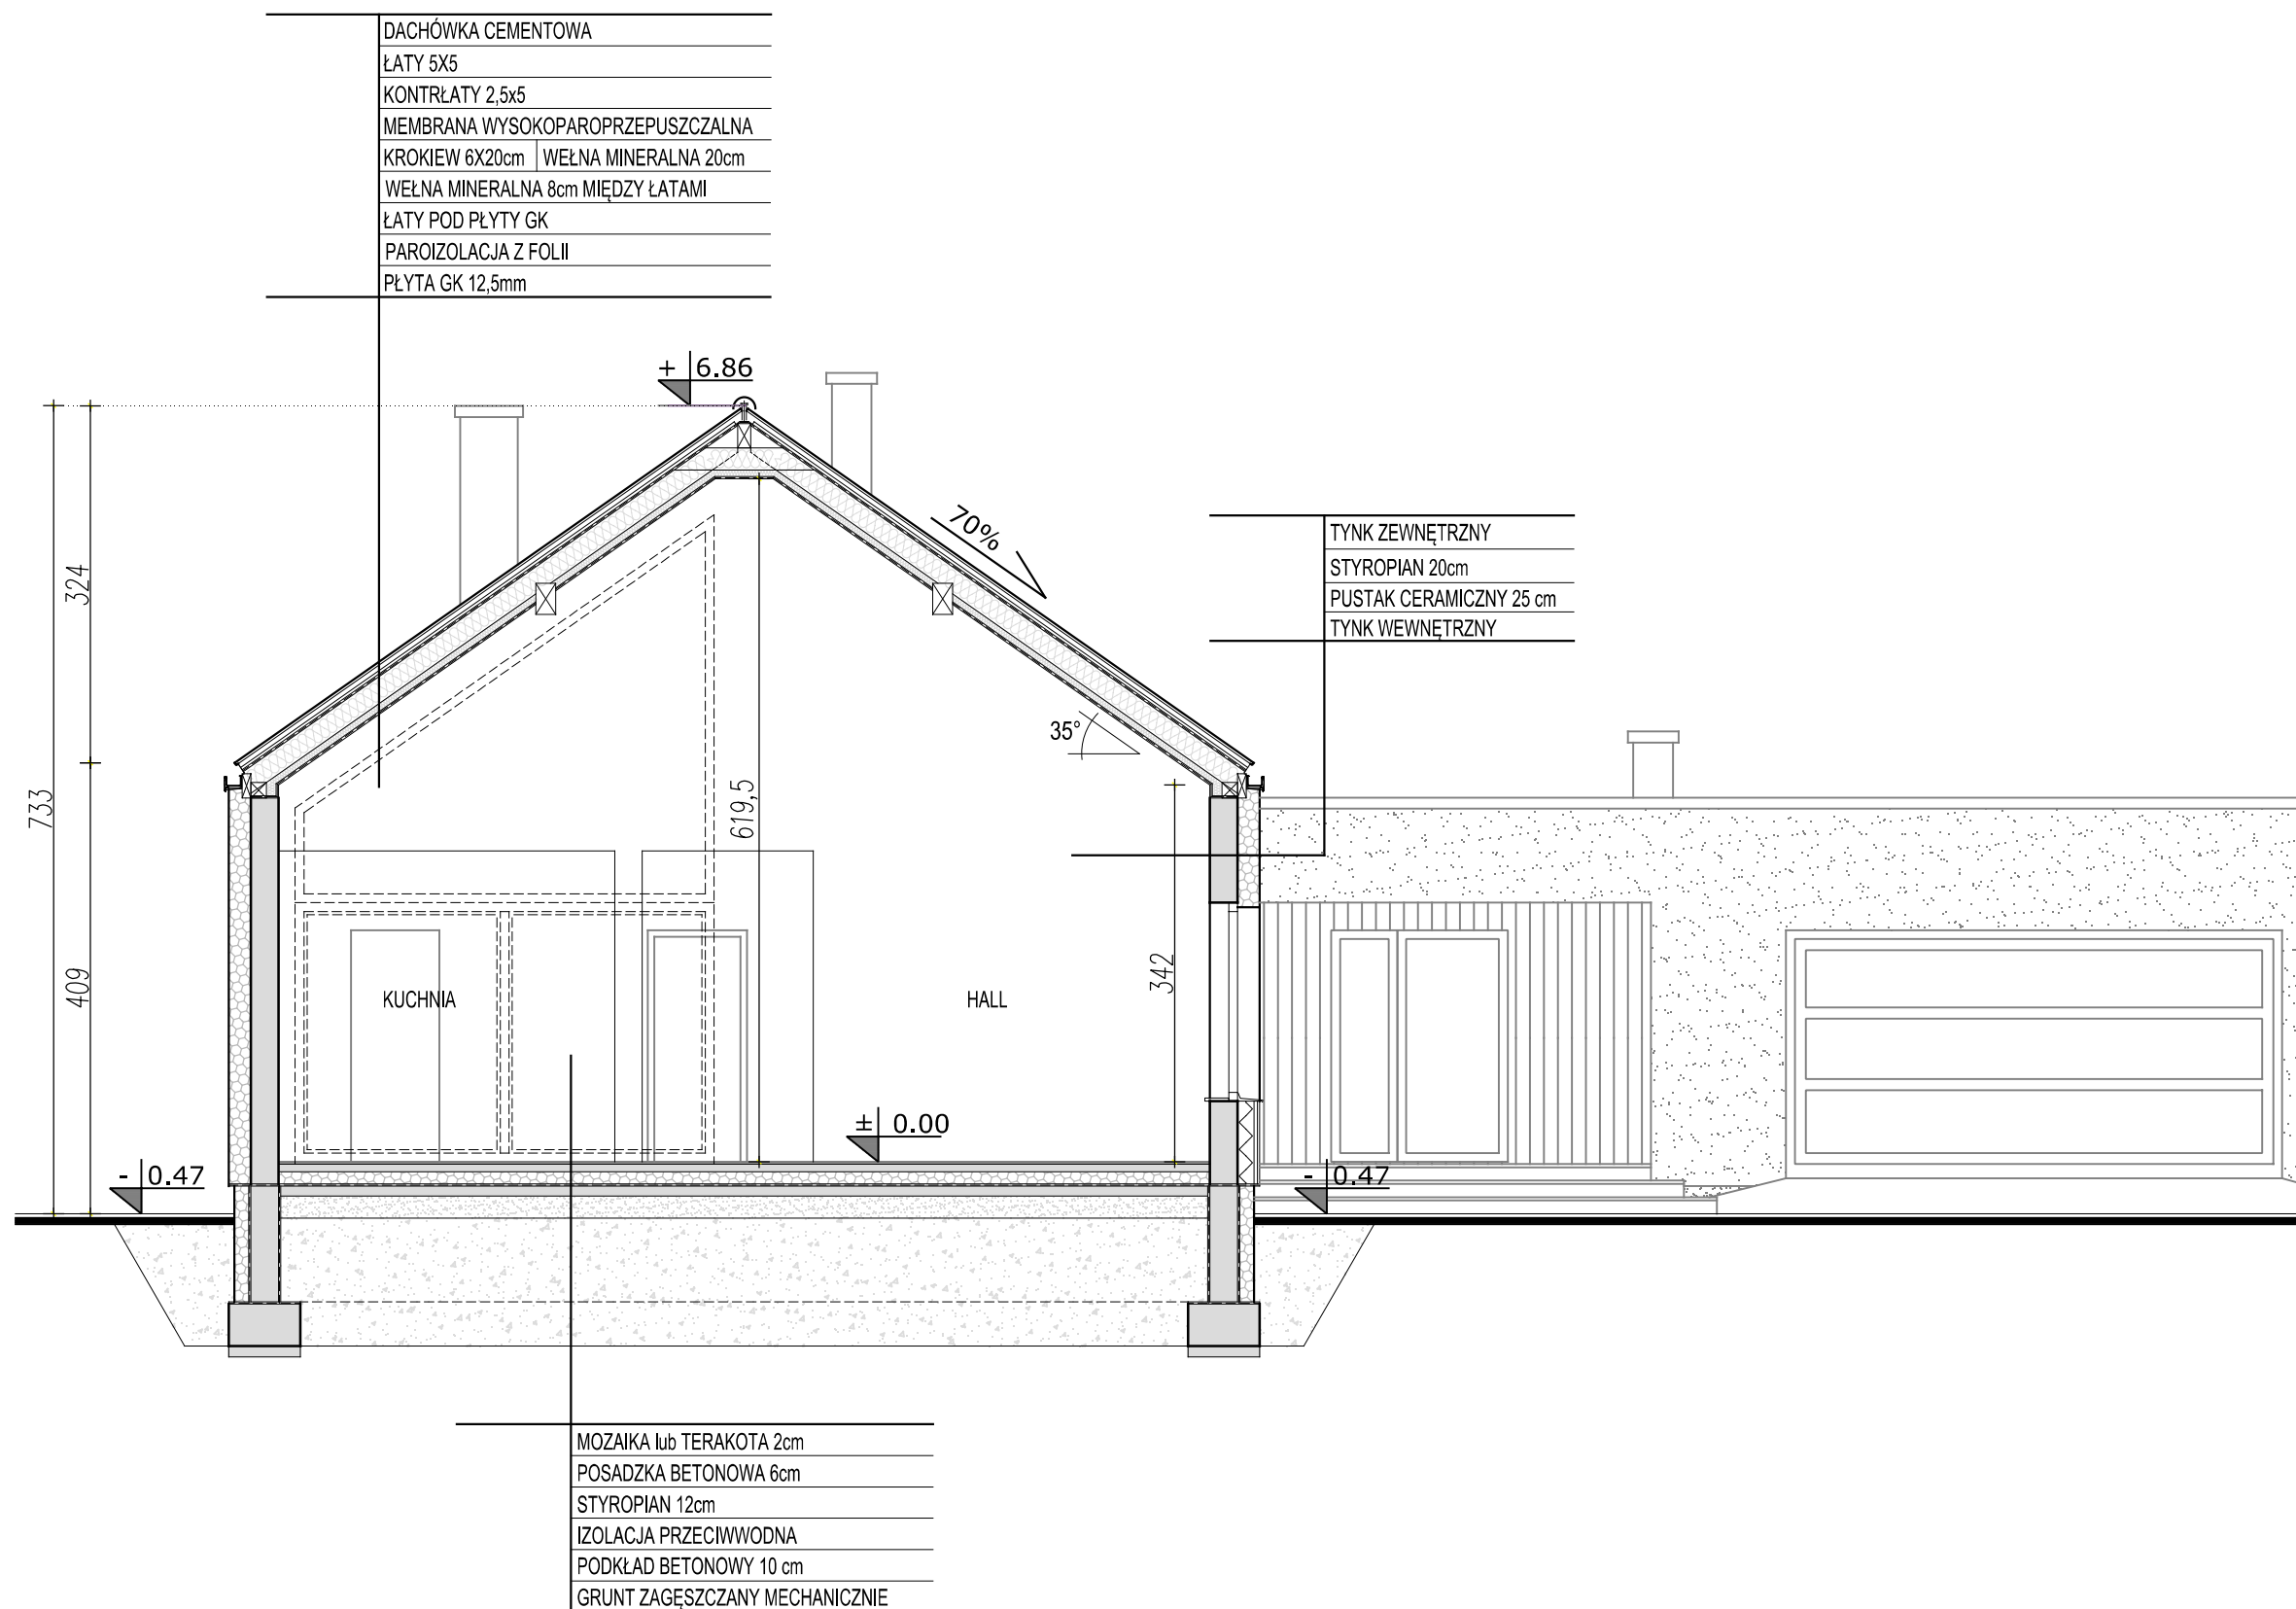 DACHÓWKA CEMENTOWA
ŁATY 5X5
KONTRŁATY 2,5x5
MEMBRANA WYSOKOPAROPRZEPUSZCZALNA
KROKIEW 6X20cm WEŁNA MINERALNA 20cm
WEŁNA MINERALNA 8cm MIĘDZY ŁATAMI
ŁATY POD PŁYTY GK
PAROIZOLACJA Z FOLII
PŁYTA GK 12,5mm
+ 6.86
70%
TYNK ZEWNĘTRZNY
STYROPIAN 20cm
PUSTAK CERAMICZNY 25 cm
TYNK WEWNĘTRZNY
324
35°
733
619,5
409
342
KUCHNIA
HALL
± 0.00
- 0.47
- 0.47
MOZAIKA lub TERAKOTA 2cm
POSADZKA BETONOWA 6cm
STYROPIAN 12cm
IZOLACJA PRZECIWWODNA
PODKŁAD BETONOWY 10 cm
GRUNT ZAGĘSZCZANY MECHANICZNIE